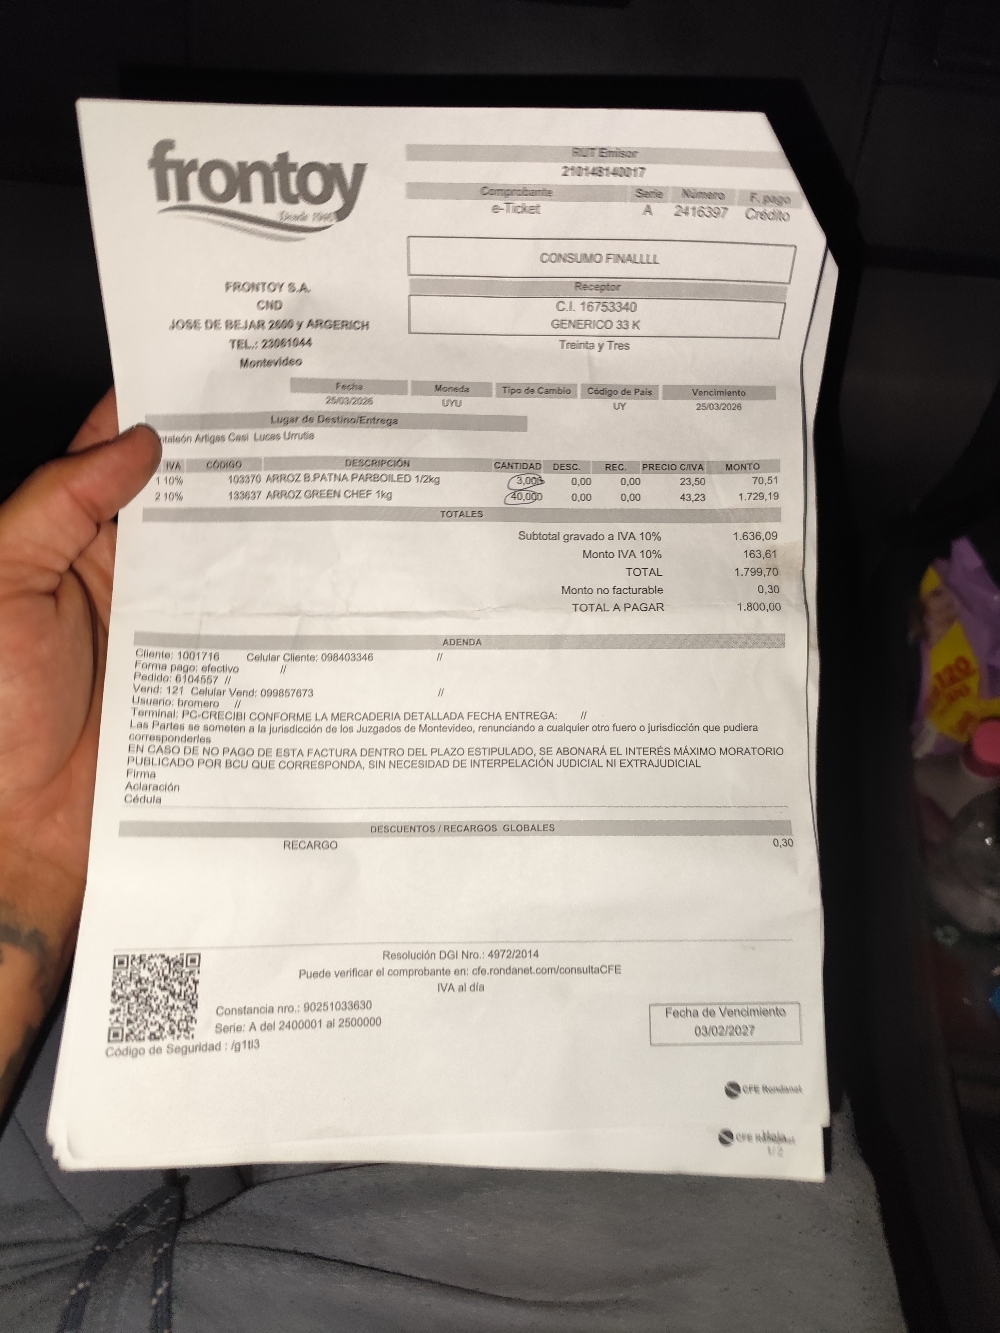 frontoy
Desde 1990
RUT Emisor
210148140017
Comprobante Serie Número F. pago
e-Ticket A 2416397 Crédito
CONSUMO FINALLLL
Receptor
C.I. 16753340
GENERICO 33 K
Treinta y Tres
FRONTOY S.A.
CND
JOSE DE BEJAR 2600 y ARGERICH
TEL.: 23061044
Montevideo
Fecha Moneda Tipo de Cambio Código de País Vencimiento
25/03/2026 UYU UY 25/03/2026
Lugar de Destino/Entrega
ntaleón Artigas Casi Lucas Urrutia
IVA CÓDIGO DESCRIPCIÓN CANTIDAD DESC. REC. PRECIO C/IVA MONTO
1 10% 103370 ARROZ B.PATNA PARBOILED 1/2kg 3,000 0,00 0,00 23,50 70,51
2 10% 133637 ARROZ GREEN CHEF 1kg 40,000 0,00 0,00 43,23 1.729,19
TOTALES
Subtotal gravado a IVA 10% 1.636,09
Monto IVA 10% 163,61
TOTAL 1.799,70
Monto no facturable 0,30
TOTAL A PAGAR 1.800,00
ADENDA
Cliente: 1001716 Celular Cliente: 098403346 //
Forma pago: efectivo //
Pedido: 6104557 //
Vend: 121 Celular Vend: 099857673 //
Usuario: bromero //
Terminal: PC-CRECIBI CONFORME LA MERCADERIA DETALLADA FECHA ENTREGA: //
Las Partes se someten a la jurisdicción de los Juzgados de Montevideo, renunciando a cualquier otro fuero o jurisdicción que pudiera
corresponderles
EN CASO DE NO PAGO DE ESTA FACTURA DENTRO DEL PLAZO ESTIPULADO, SE ABONARÁ EL INTERÉS MÁXIMO MORATORIO
PUBLICADO POR BCU QUE CORRESPONDA, SIN NECESIDAD DE INTERPELACIÓN JUDICIAL NI EXTRAJUDICIAL
Firma
Aclaración
Cédula
DESCUENTOS / RECARGOS GLOBALES
RECARGO 0,30
Resolución DGI Nro.: 4972/2014
Puede verificar el comprobante en: cfe.rondanet.com/consultaCFE
IVA al día
Constancia nro.: 90251033630
Serie: A del 2400001 al 2500000
Código de Seguridad : /g1tl3
Fecha de Vencimiento
03/02/2027
CFE Rondanet
CFE
1/2